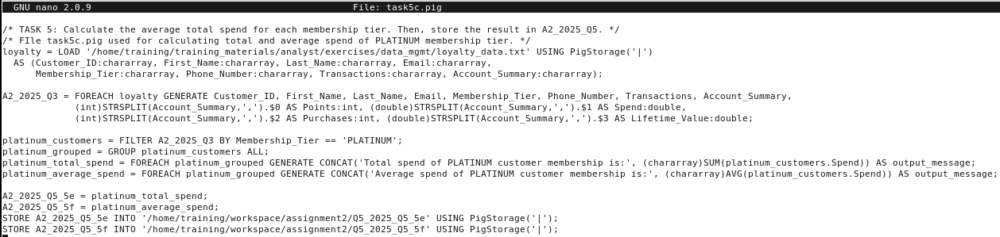 GNU nano 2.0.9 File: task5c.pig
/* TASK 5: Calculate the average total spend for each membership tier. Then, store the result in A2_2025_Q5. */
/* FIle task5c.pig used for calculating total and average spend of PLATINUM membership tier. */
loyalty = LOAD '/home/training/training_materials/analyst/exercises/data_mgmt/loyalty_data.txt' USING PigStorage('|')
AS (Customer_ID:chararray, First_Name:chararray, Last_Name:chararray, Email:chararray,
Membership_Tier:chararray, Phone_Number:chararray, Transactions:chararray, Account_Summary:chararray);
A2_2025_Q3 = FOREACH loyalty GENERATE Customer_ID, First_Name, Last_Name, Email, Membership_Tier, Phone_Number, Transactions, Account_Summary,
(int)STRSPLIT(Account_Summary,',').$0 AS Points:int, (double)STRSPLIT(Account_Summary,',').$1 AS Spend:double,
(int)STRSPLIT(Account_Summary,',').$2 AS Purchases:int, (double)STRSPLIT(Account_Summary,',').$3 AS Lifetime_Value:double;
platinum_customers = FILTER A2_2025_Q3 BY Membership_Tier == 'PLATINUM';
platinum_grouped = GROUP platinum_customers ALL;
platinum_total_spend = FOREACH platinum_grouped GENERATE CONCAT('Total spend of PLATINUM customer membership is:', (chararray)SUM(platinum_customers.Spend)) AS output_message;
platinum_average_spend = FOREACH platinum_grouped GENERATE CONCAT('Average spend of PLATINUM customer membership is:', (chararray)AVG(platinum_customers.Spend)) AS output_message;
A2_2025_Q5_5e = platinum_total_spend;
A2_2025_Q5_5f = platinum_average_spend;
STORE A2_2025_Q5_5e INTO '/home/training/workspace/assignment2/Q5_2025_Q5_5e' USING PigStorage('|');
STORE A2_2025_Q5_5f INTO '/home/training/workspace/assignment2/Q5_2025_Q5_5f' USING PigStorage('|');